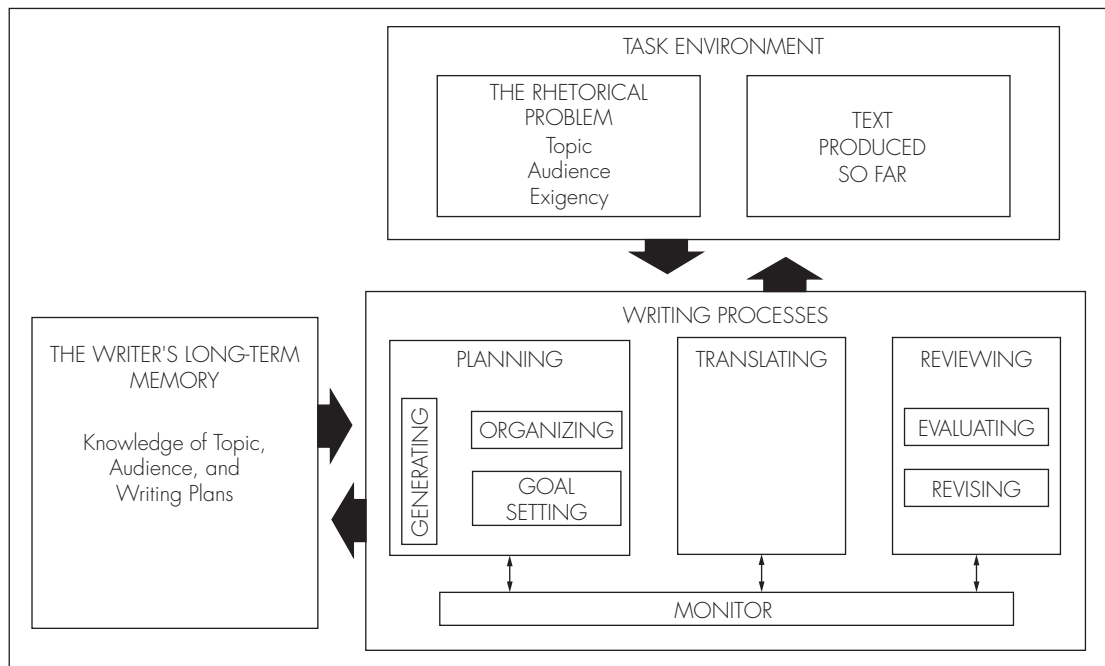 TASK ENVIRONMENT
THE RHETORICAL
PROBLEM
Topic
Audience
Exigency
TEXT
PRODUCED
SO FAR
THE WRITER'S LONG-TERM
MEMORY
Knowledge of Topic,
Audience, and
Writing Plans
WRITING PROCESSES
PLANNING
GENERATING
ORGANIZING
GOAL
SETTING
TRANSLATING
REVIEWING
EVALUATING
REVISING
MONITOR